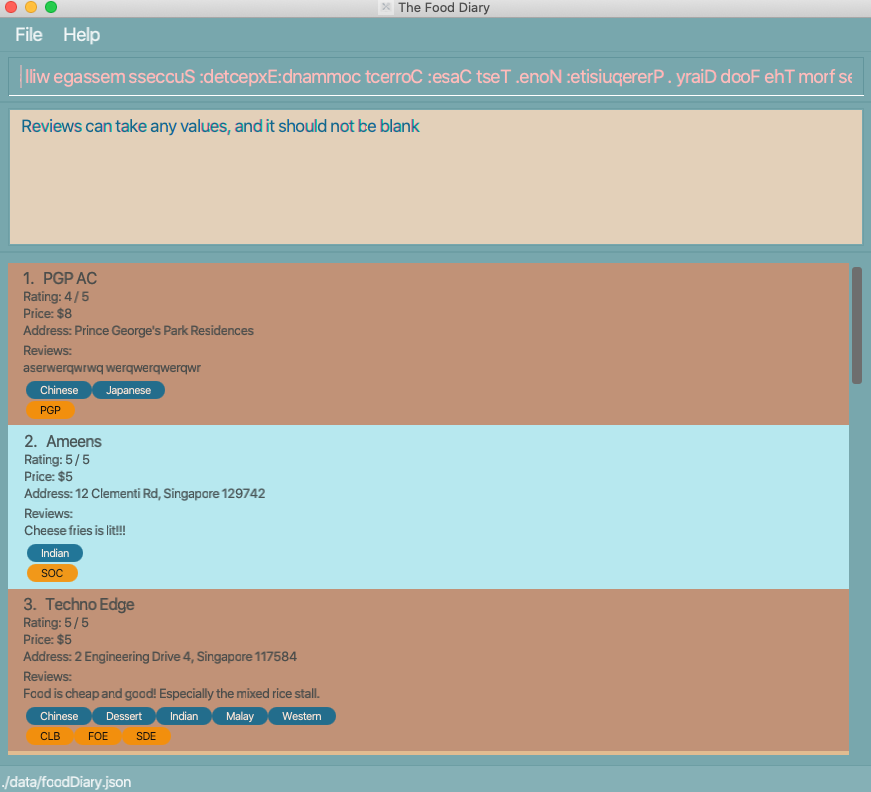 The Food Diary
File Help
lliw egassem sseccuS :detcepxE:dnammoc tcerroC :esaC tseT .enoN :etisiuqererP . yraiD dooF ehT morf se
Reviews can take any values, and it should not be blank
1. PGP AC
Rating: 4 / 5
Price: $8
Address: Prince George's Park Residences
Reviews:
aserwerqwrwq werqwerqwerqwr
Chinese Japanese
PGP
2. Ameens
Rating: 5 / 5
Price: $5
Address: 12 Clementi Rd, Singapore 129742
Reviews:
Cheese fries is lit!!!
Indian
SOC
3. Techno Edge
Rating: 5 / 5
Price: $5
Address: 2 Engineering Drive 4, Singapore 117584
Reviews:
Food is cheap and good! Especially the mixed rice stall.
Chinese Dessert Indian Malay Western
CLB FOE SDE
./data/foodDiary.json